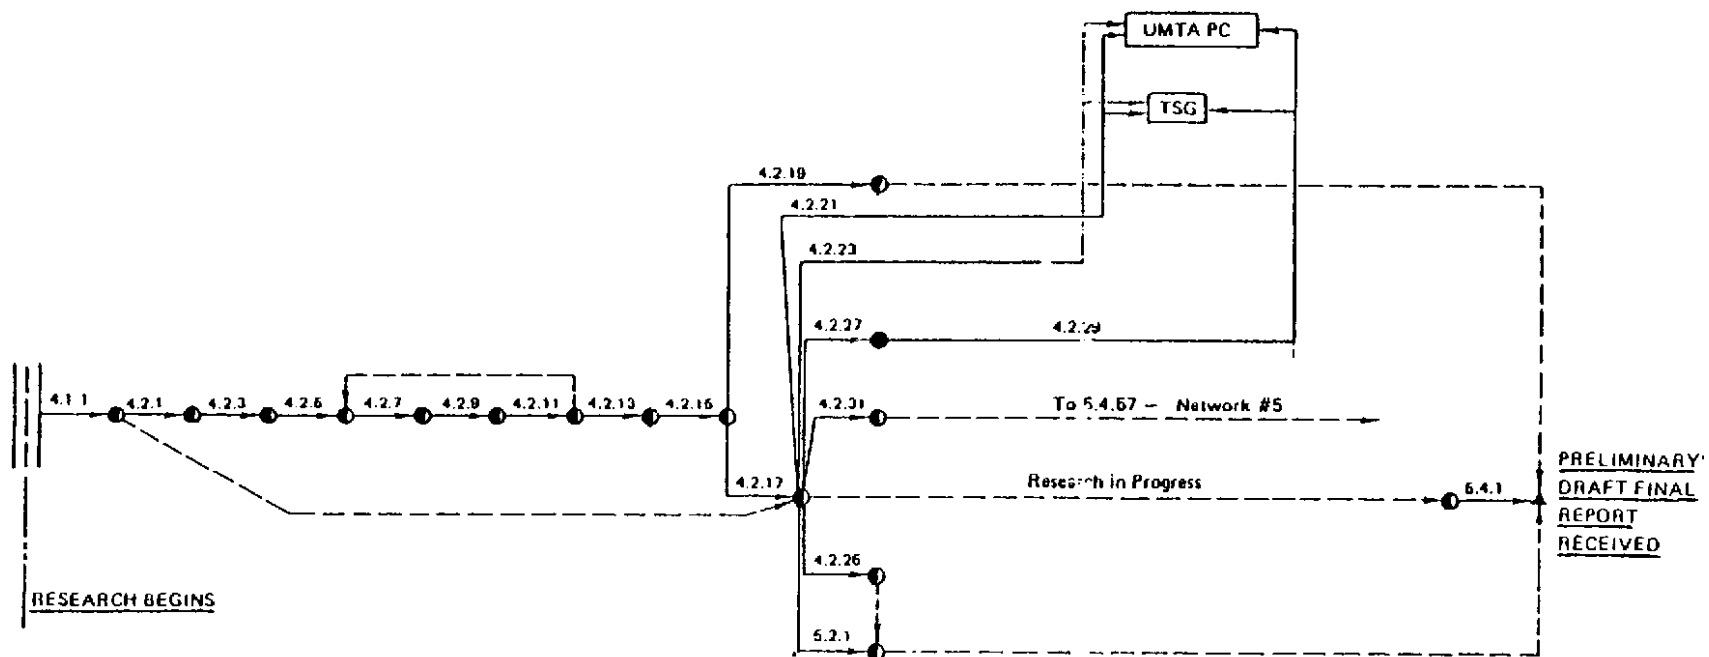 UMTA PC
TSG
4.2.19
4.2.21
4.2.23
4.2.27
4.2.29
4.1.1
4.2.1
4.2.3
4.2.5
4.2.7
4.2.9
4.2.11
4.2.13
4.2.15
4.2.31
To 5.4.57 – Network #5
4.2.17
Research in Progress
5.4.1
PRELIMINARY
DRAFT FINAL
REPORT
RECEIVED
4.2.25
RESEARCH BEGINS
5.2.1